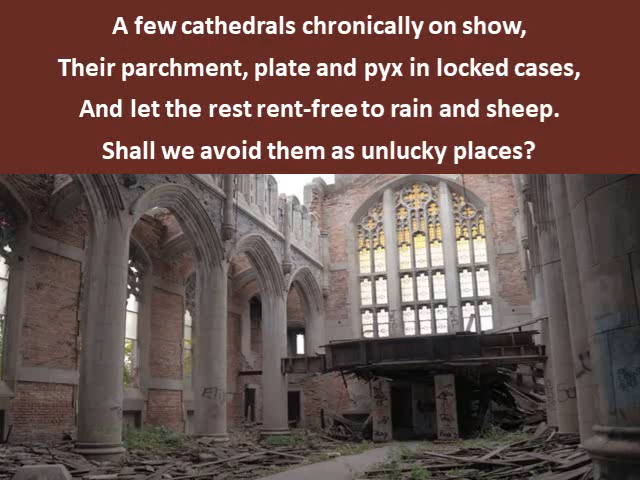 A few cathedrals chronically on show,
Their parchment, plate and pyx in locked cases,
And let the rest rent-free to rain and sheep.
Shall we avoid them as unlucky places?